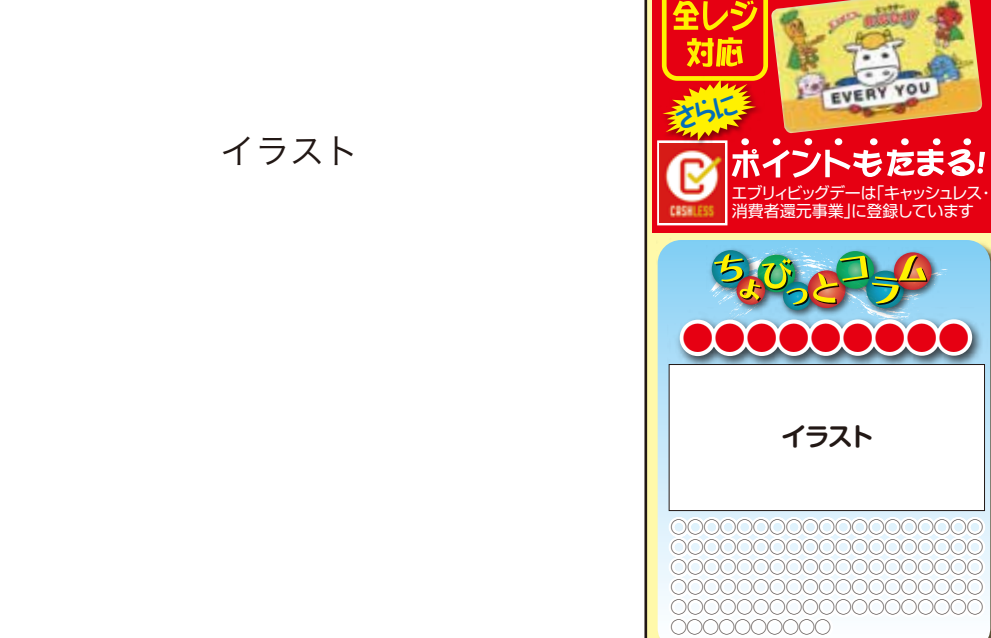 イラスト
全レジ
対応
EVERY YOU
さらに
CASHLESS
ポイントもたまる!
エブリィビッグデーは「キャッシュレス・
消費者還元事業」に登録しています
ちょびっとコラム
●●●●●●●●●
イラスト
○○○○○○○○○○○○○○○○○○○
○○○○○○○○○○○○○○○○○○○
○○○○○○○○○○○○○○○○○○○
○○○○○○○○○○○○○○○○○○○
○○○○○○○○○○○○○○○○○○○
○○○○○○○○○○